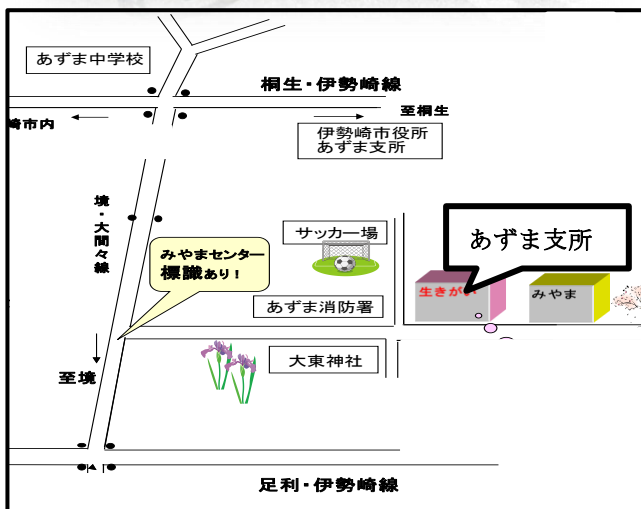 あずま中学校
桐生・伊勢崎線
至桐生
崎市内
伊勢崎市役所
あずま支所
境・大間々線
みやまセンター
標識あり!
サッカー場
あずま支所
生きがい
みやま
あずま消防署
至境
大東神社
足利・伊勢崎線